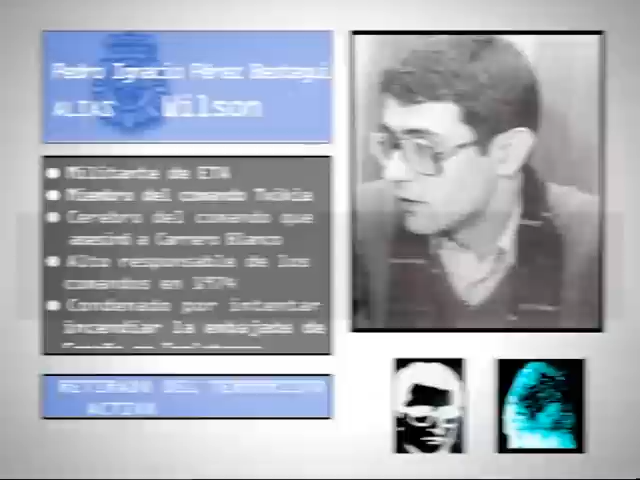 Pedro Ignacio Pérez
ALIAS Wilson
Militante de ETA
Miembro del comando Txikia
Cerebro del comando que
asesinó a Carrero Blanco
Alto responsable de los
comandos en 1974
Condenado por intentar
incendiar la embajada de
RETIRADO DEL TERRORISMO
ACTIVO